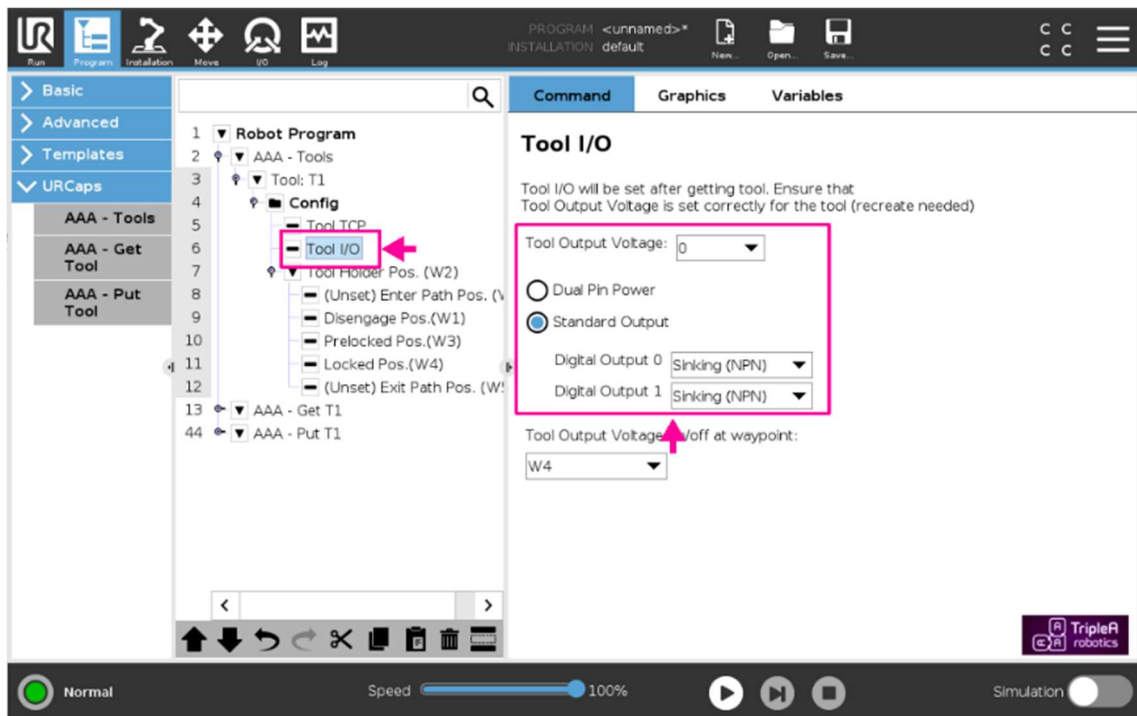 PROGRAM <unnamed>*
INSTALLATION default
Run
Program
Installation
Move
I/O
Log
New...
Open...
Save...
C C
C C
Basic
Advanced
Templates
URCaps
AAA - Tools
AAA - Get
Tool
AAA - Put
Tool
1 Robot Program
2 AAA - Tools
3 Tool: T1
4 Config
5 Tool TCP
6 Tool I/O
7 Tool Holder Pos. (W2)
8 (Unset) Enter Path Pos. (
9 Disengage Pos.(W1)
10 Prelocked Pos.(W3)
11 Locked Pos.(W4)
12 (Unset) Exit Path Pos. (W
13 AAA - Get T1
44 AAA - Put T1
Command Graphics Variables
Tool I/O
Tool I/O will be set after getting tool. Ensure that
Tool Output Voltage is set correctly for the tool (recreate needed)
Tool Output Voltage: 0
Dual Pin Power
Standard Output
Digital Output 0 Sinking (NPN)
Digital Output 1 Sinking (NPN)
Tool Output Voltage /off at waypoint:
W4
TripleA
robotics
Normal
Speed 100%
Simulation